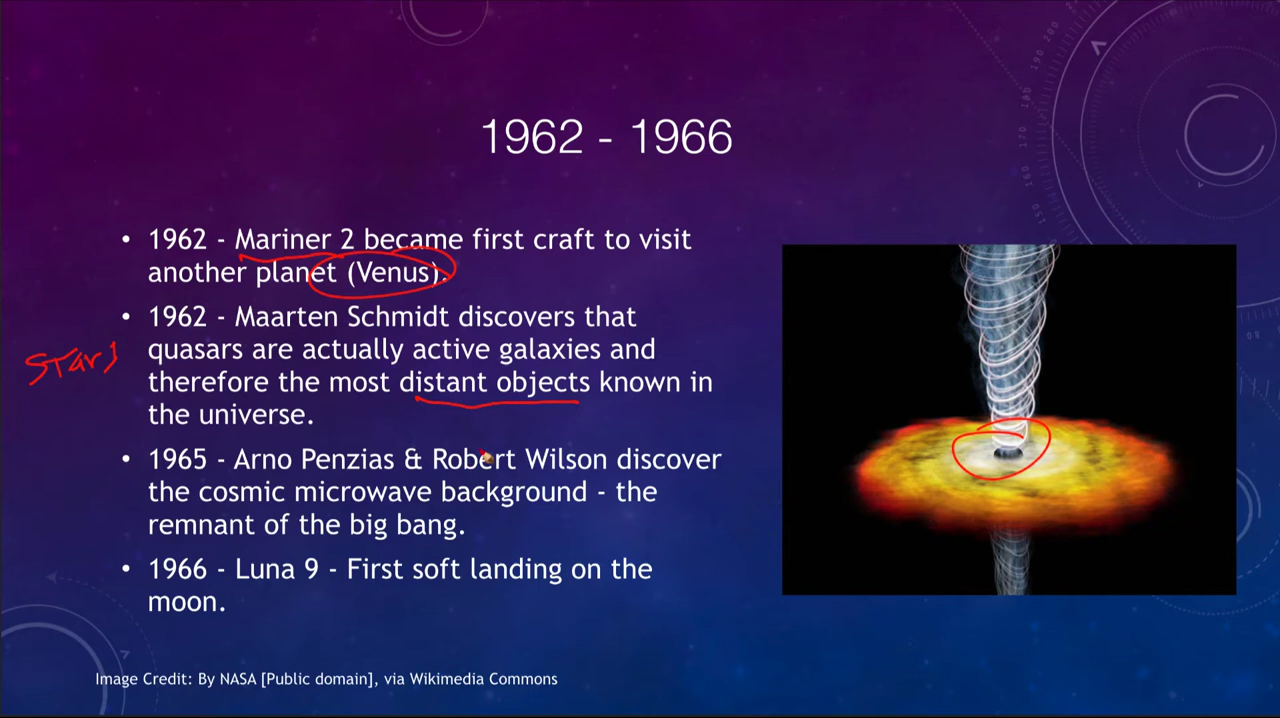 1962 - 1966
• 1962 - Mariner 2 became first craft to visit
another planet (Venus).
• 1962 - Maarten Schmidt discovers that
quasars are actually active galaxies and
therefore the most distant objects known in
the universe.
Stars
• 1965 - Arno Penzias & Robert Wilson discover
the cosmic microwave background - the
remnant of the big bang.
• 1966 - Luna 9 - First soft landing on the
moon.
Image Credit: By NASA [Public domain], via Wikimedia Commons